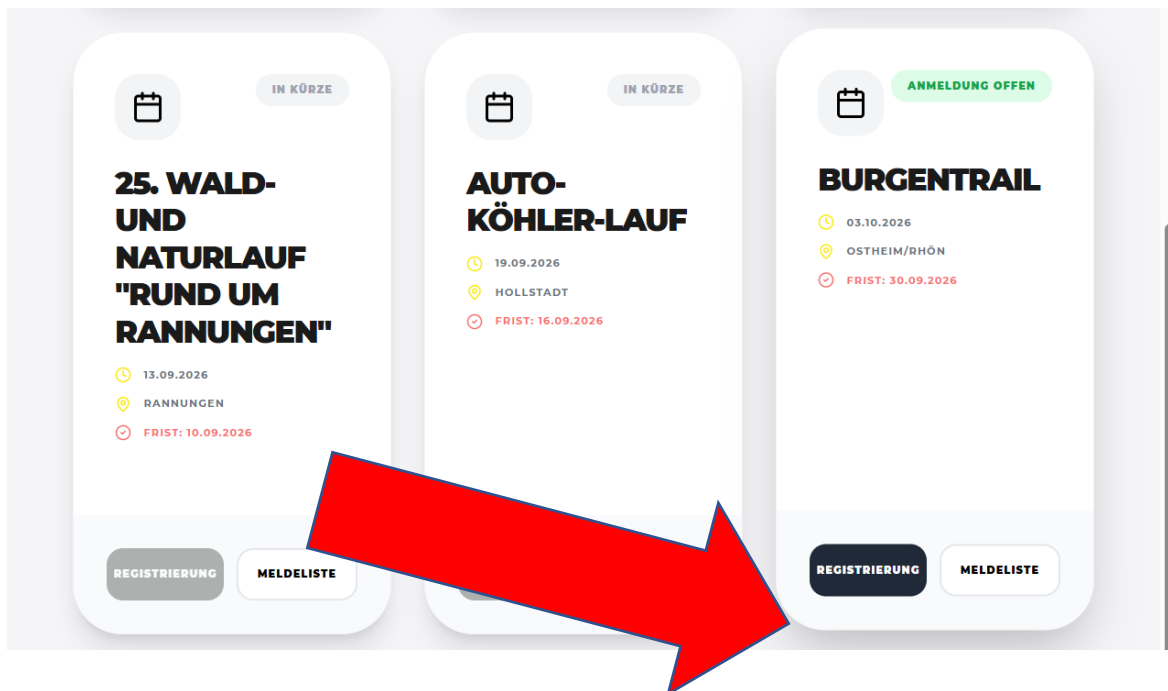 IN KÜRZE
25. WALD-
UND
NATURLAUF
"RUND UM
RANNUNGEN"
13.09.2026
RANNUNGEN
FRIST: 10.09.2026
REGISTRIERUNG
MELDELISTE
IN KÜRZE
AUTO-
KÖHLER-LAUF
19.09.2026
HOLLSTADT
FRIST: 16.09.2026
ANMELDUNG OFFEN
BURGENTRAIL
03.10.2026
OSTHEIM/RHÖN
FRIST: 30.09.2026
REGISTRIERUNG
MELDELISTE